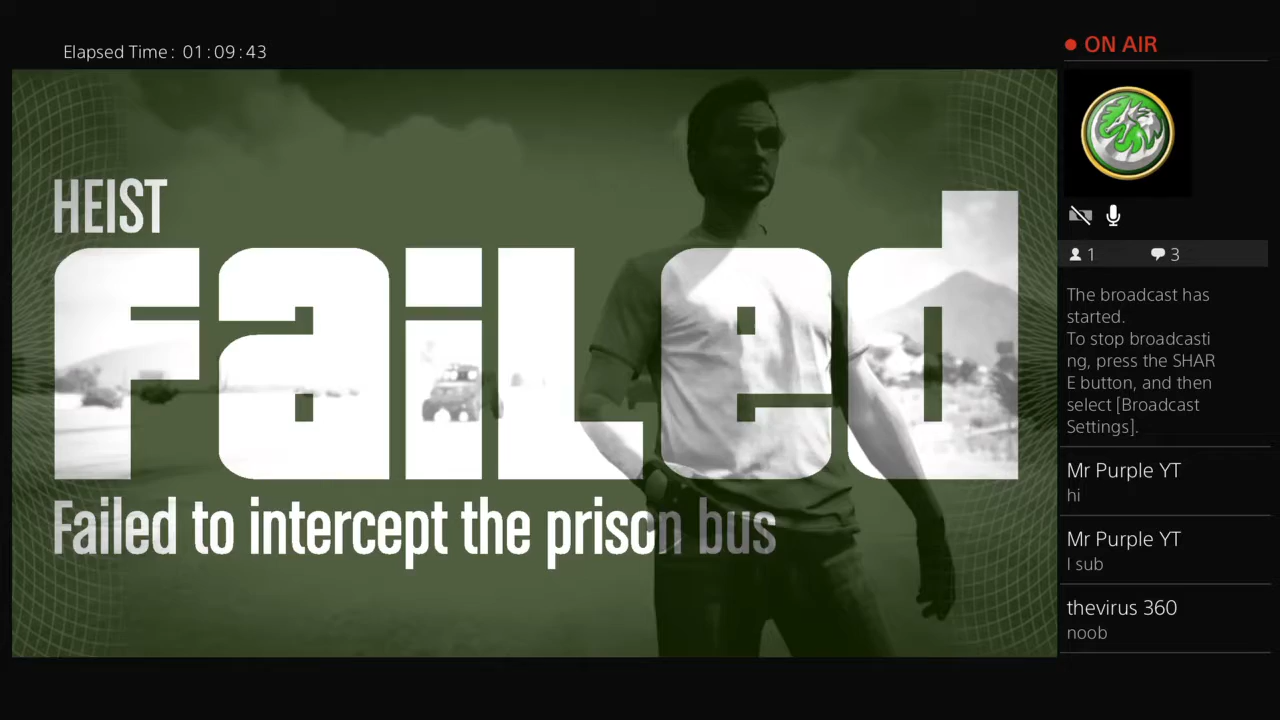 Elapsed Time: 01:09:43
ON AIR
HEIST
FaiLed
Failed to intercept the prison bus
1
3
The broadcast has
started.
To stop broadcasti
ng, press the SHAR
E button, and then
select [Broadcast
Settings].
Mr Purple YT
hi
Mr Purple YT
I sub
thevirus 360
noob